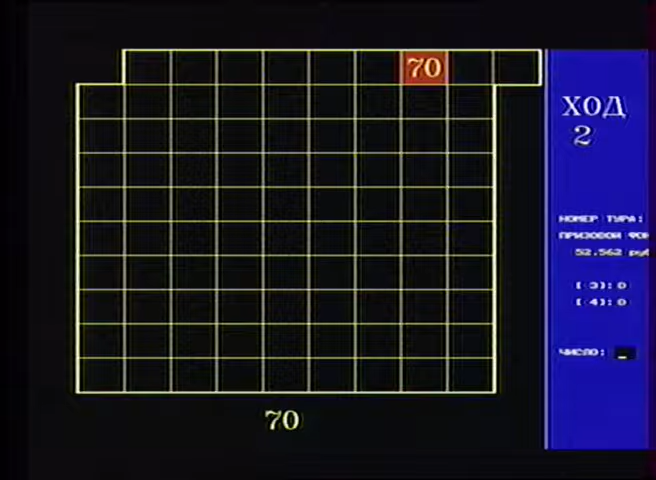 70
ХОД
2
НОМЕР ТУРА:
ПРИЗОВОЙ ФОН
52.562 руб
[ 3]: 0
[ 4]: 0
ЧИСЛО: _
70